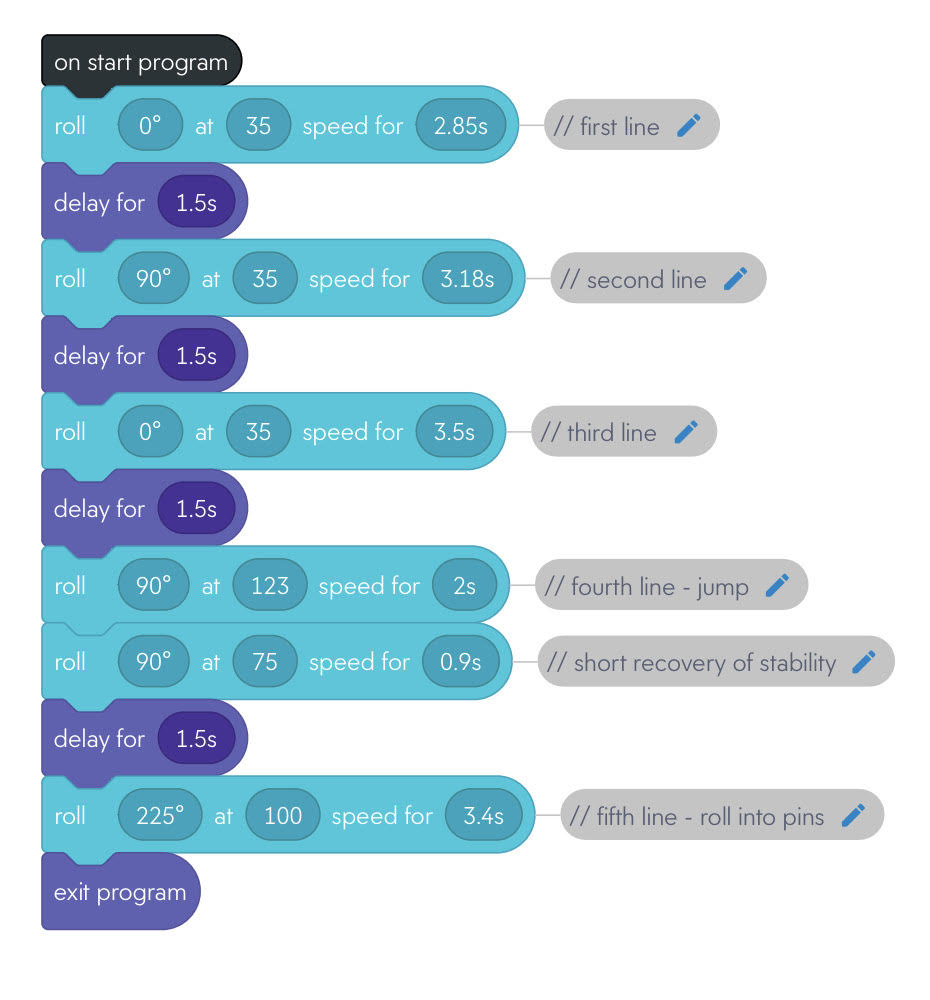 on start program
roll 0° at 35 speed for 2.85s // first line
delay for 1.5s
roll 90° at 35 speed for 3.18s // second line
delay for 1.5s
roll 0° at 35 speed for 3.5s // third line
delay for 1.5s
roll 90° at 123 speed for 2s // fourth line - jump
roll 90° at 75 speed for 0.9s // short recovery of stability
delay for 1.5s
roll 225° at 100 speed for 3.4s // fifth line - roll into pins
exit program